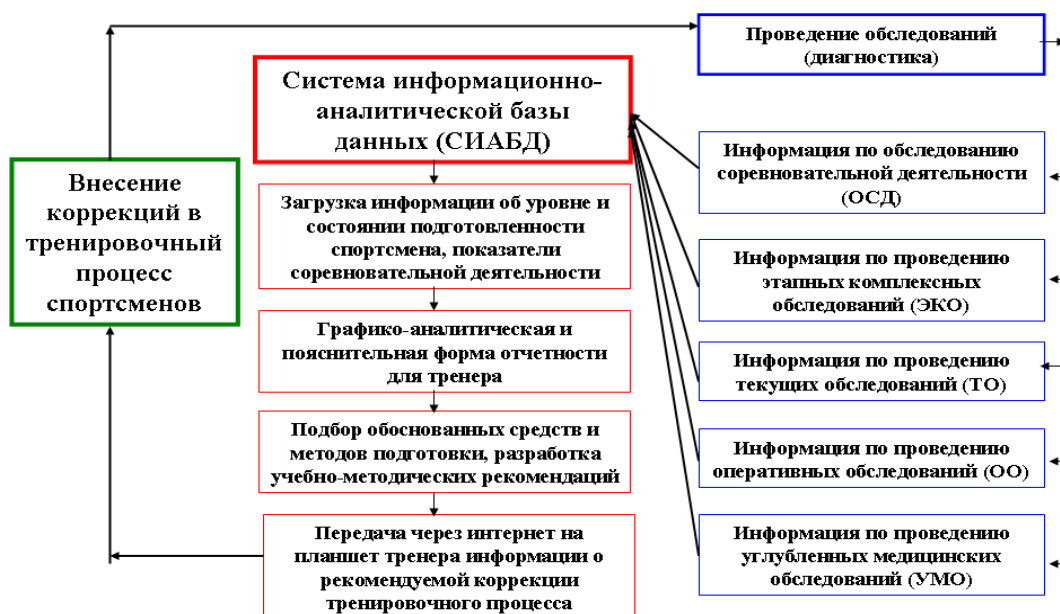 Проведение обследований
(диагностика)
Система информационно-
аналитической базы
данных (СИАБД)
Информация по обследованию
соревновательной деятельности
(ОСД)
Внесение
коррекций в
тренировочный
процесс
спортсменов
Загрузка информации об уровне и
состоянии подготовленности
спортсмена, показатели
соревновательной деятельности
Информация по проведению
этапных комплексных
обследований (ЭКО)
Графико-аналитическая и
пояснительная форма отчетности
для тренера
Информация по проведению
текущих обследований (ТО)
Подбор обоснованных средств и
методов подготовки, разработка
учебно-методических рекомендаций
Информация по проведению
оперативных обследований (ОО)
Передача через интернет на
планшет тренера информации о
рекомендуемой коррекции
тренировочного процесса
Информация по проведению
углубленных медицинских
обследований (УМО)